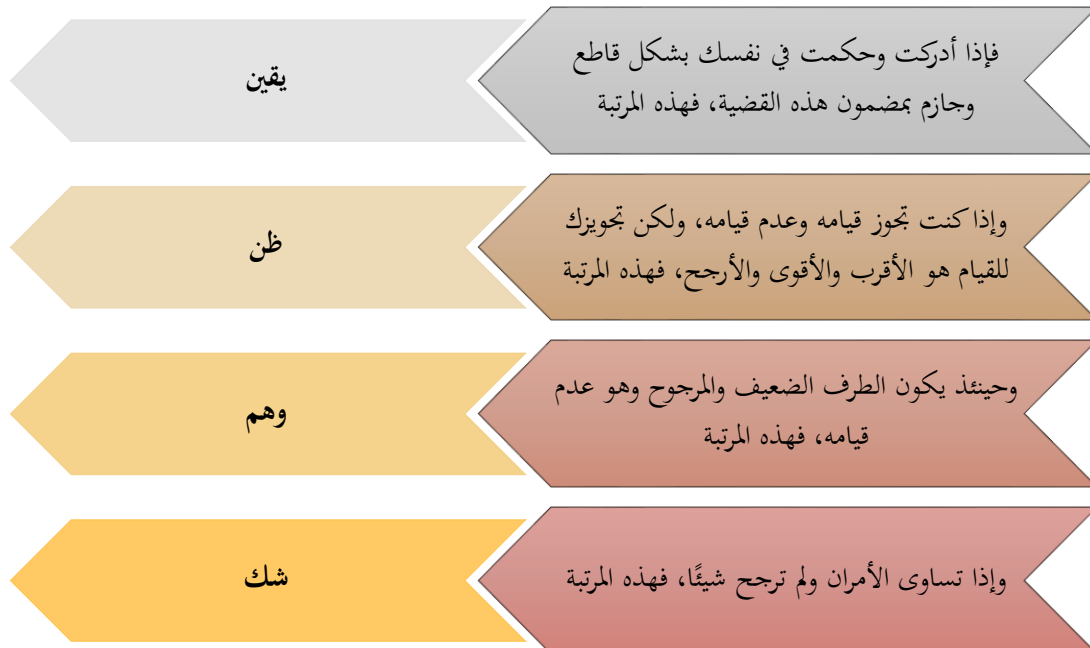 فإذا أدركت وحكمت في نفسك بشكل قاطع
وجازم بمضمون هذه القضية، فهذه المرتبة
يقين
وإذا كنت تجوز قيامه وعدم قيامه، ولكن تجويزك
للقيام هو الأقرب والأقوى والأرجح، فهذه المرتبة
ظن
وحينئذ يكون الطرف الضعيف والمرجوح وهو عدم
قيامه، فهذه المرتبة
وهم
وإذا تساوى الأمران ولم ترجح شيئًا، فهذه المرتبة
شك